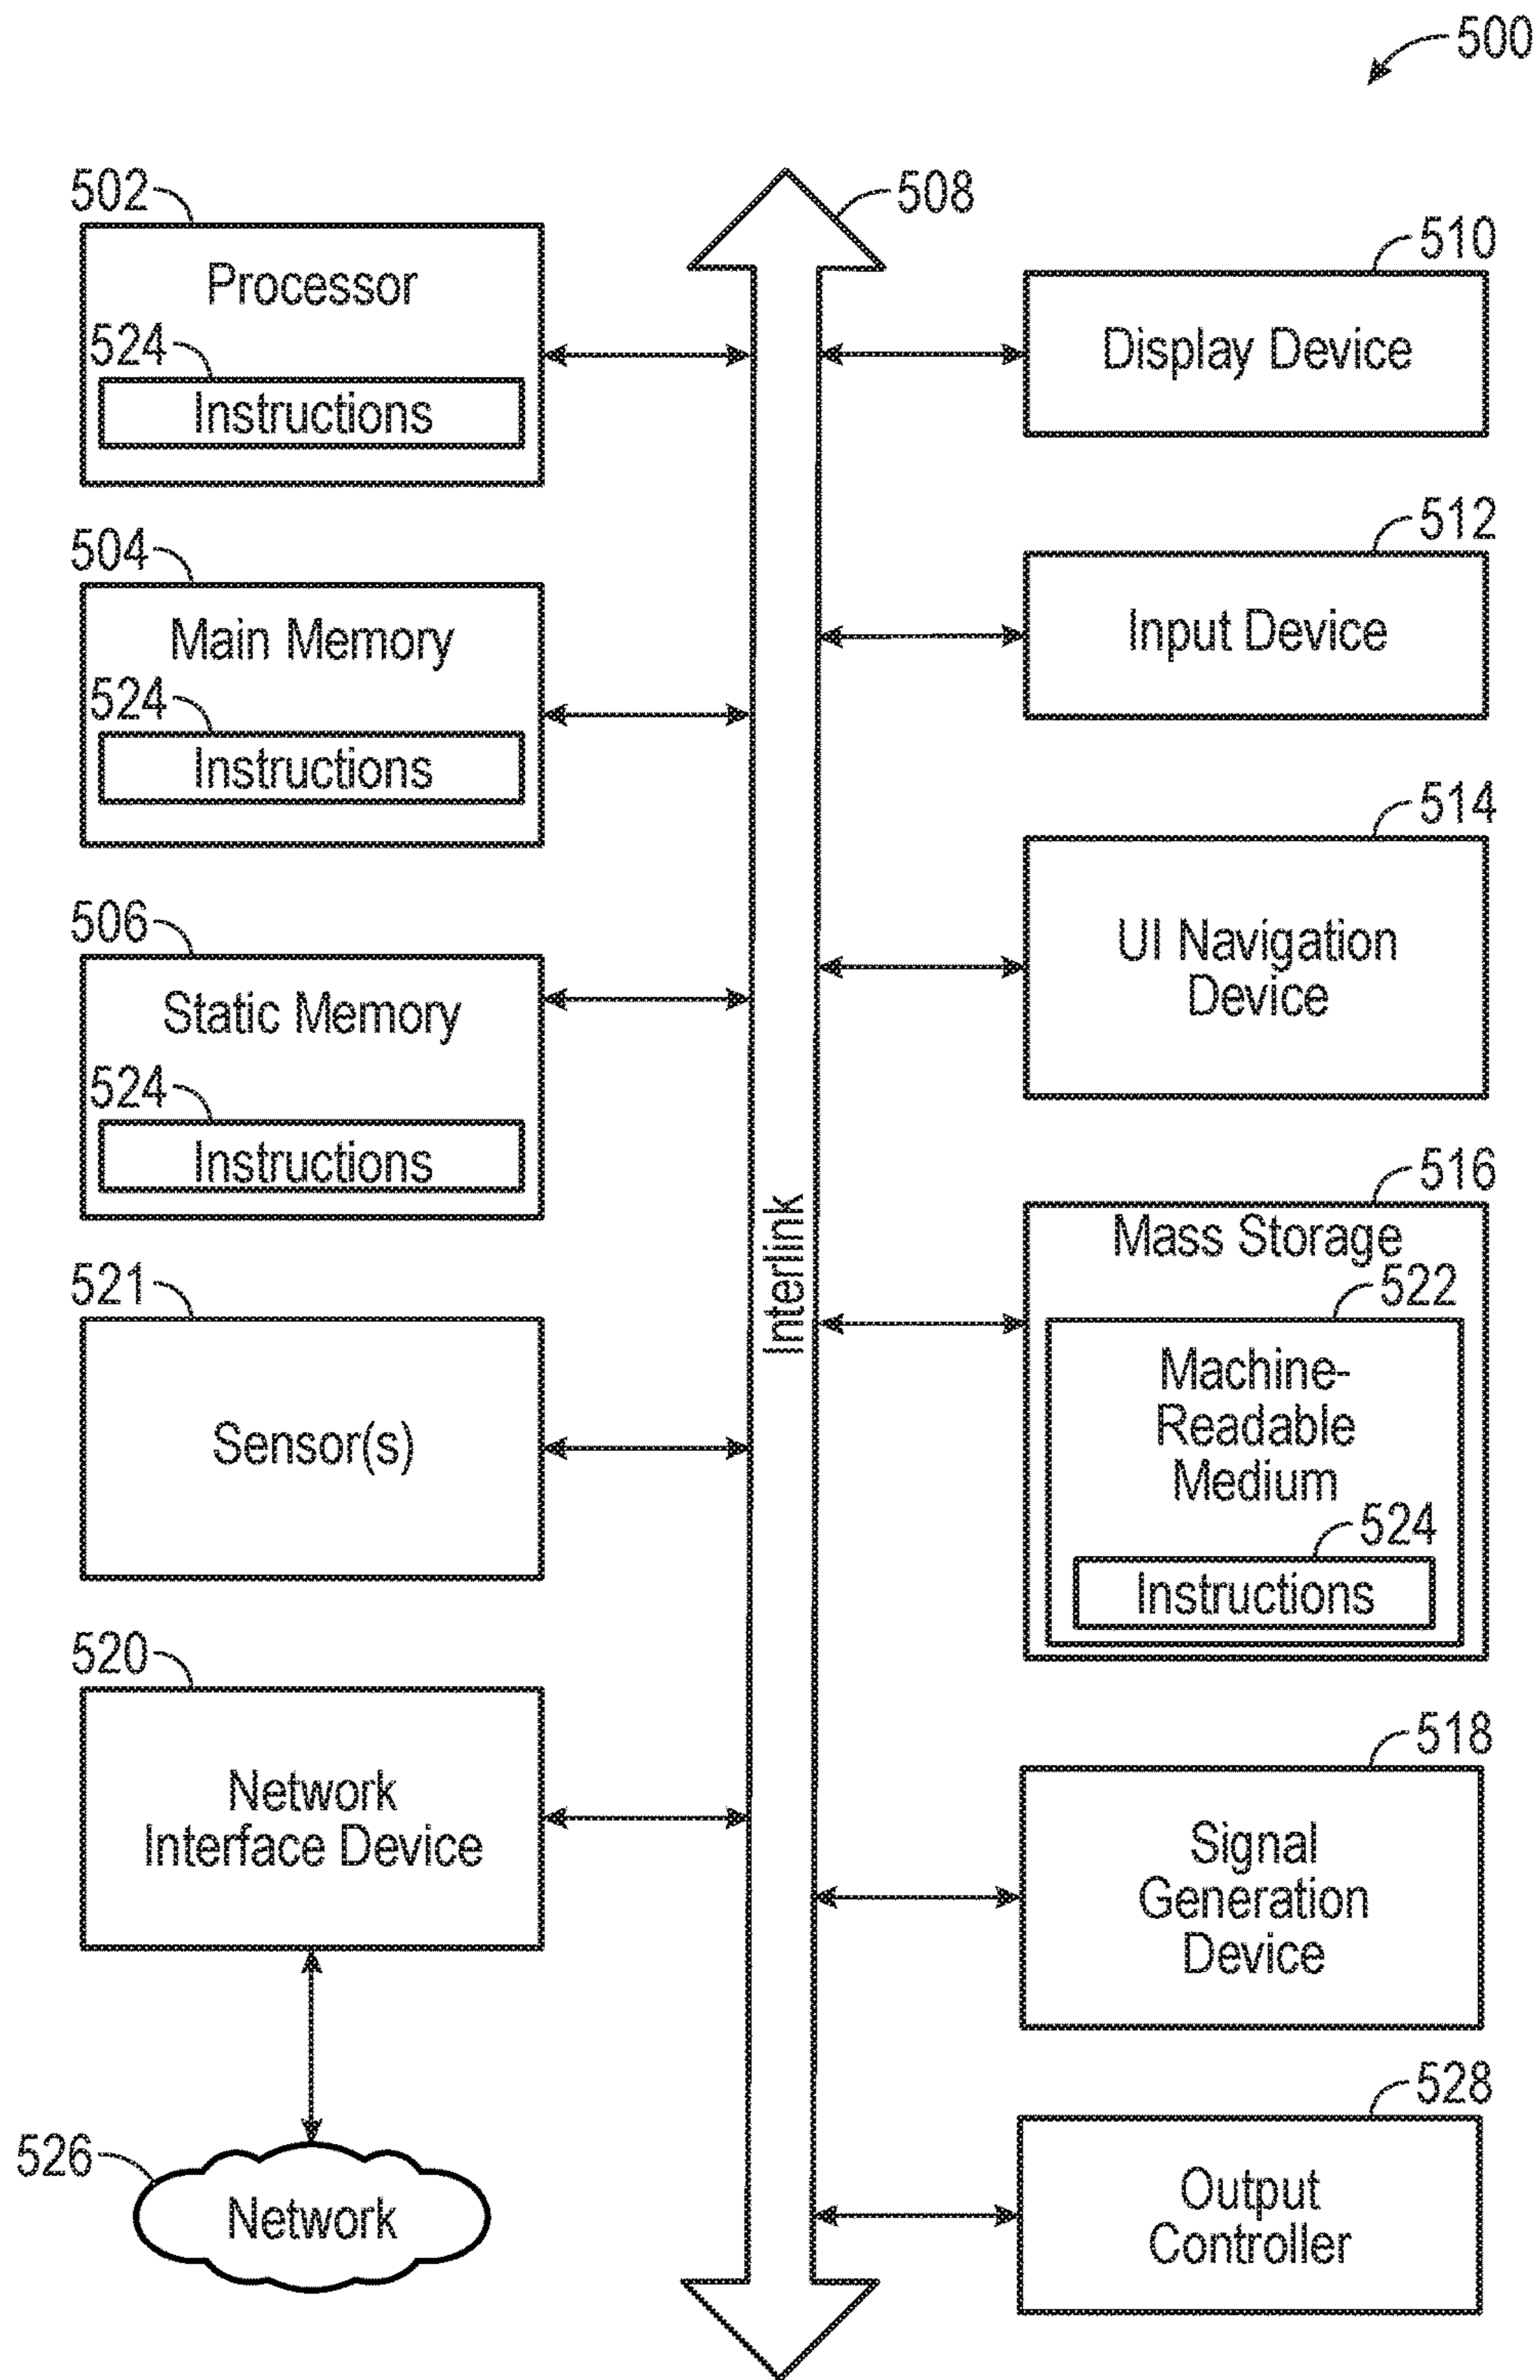 500
502
Processor
524
Instructions
504
Main Memory
524
Instructions
506
Static Memory
524
Instructions
521
Sensor(s)
520
Network
Interface Device
526
Network
508
Interlink
510
Display Device
512
Input Device
514
UI Navigation
Device
516
Mass Storage
522
Machine-
Readable
Medium
524
Instructions
518
Signal
Generation
Device
528
Output
Controller